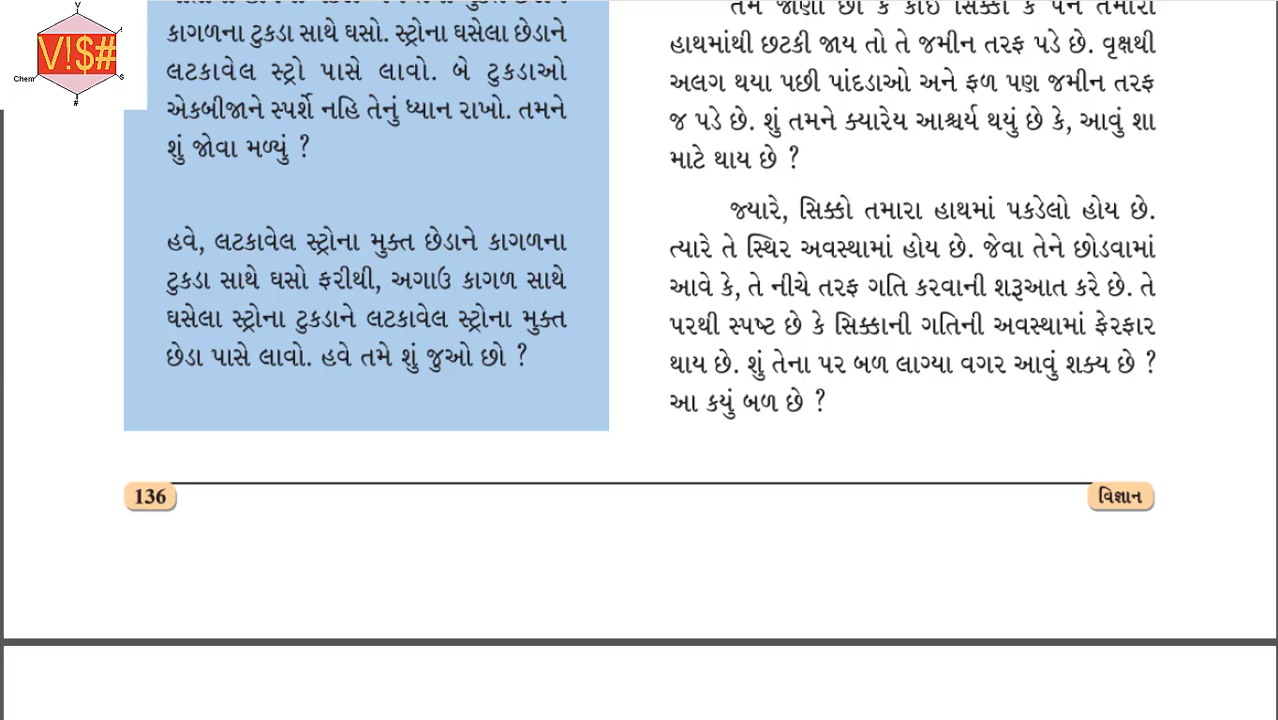 Y
V!$#
Chem
S
#
કાગળના ટુકડા સાથે ઘસો. સ્ટ્રોના ઘસેલા છેડાને
લટકાવેલ સ્ટ્રો પાસે લાવો. બે ટુકડાઓ
એકબીજાને સ્પર્શે નહિ તેનું ધ્યાન રાખો. તમને
શું જોવા મળ્યું ?
હવે, લટકાવેલ સ્ટ્રોના મુક્ત છેડાને કાગળના
ટુકડા સાથે ઘસો ફરીથી, અગાઉ કાગળ સાથે
ઘસેલા સ્ટ્રોના ટુકડાને લટકાવેલ સ્ટ્રોના મુક્ત
છેડા પાસે લાવો. હવે તમે શું જુઓ છો ?
તમે જાણો છો કે કોઈ સિક્કો કે પેન તમારા
હાથમાંથી છટકી જાય તો તે જમીન તરફ પડે છે. વૃક્ષથી
અલગ થયા પછી પાંદડાઓ અને ફળ પણ જમીન તરફ
જ પડે છે. શું તમને ક્યારેય આશ્ચર્ય થયું છે કે, આવું શા
માટે થાય છે ?
જ્યારે, સિક્કો તમારા હાથમાં પકડેલો હોય છે.
ત્યારે તે સ્થિર અવસ્થામાં હોય છે. જેવા તેને છોડવામાં
આવે કે, તે નીચે તરફ ગતિ કરવાની શરૂઆત કરે છે. તે
પરથી સ્પષ્ટ છે કે સિક્કાની ગતિની અવસ્થામાં ફેરફાર
થાય છે. શું તેના પર બળ લાગ્યા વગર આવું શક્ય છે ?
આ કયું બળ છે ?
136
વિજ્ઞાન